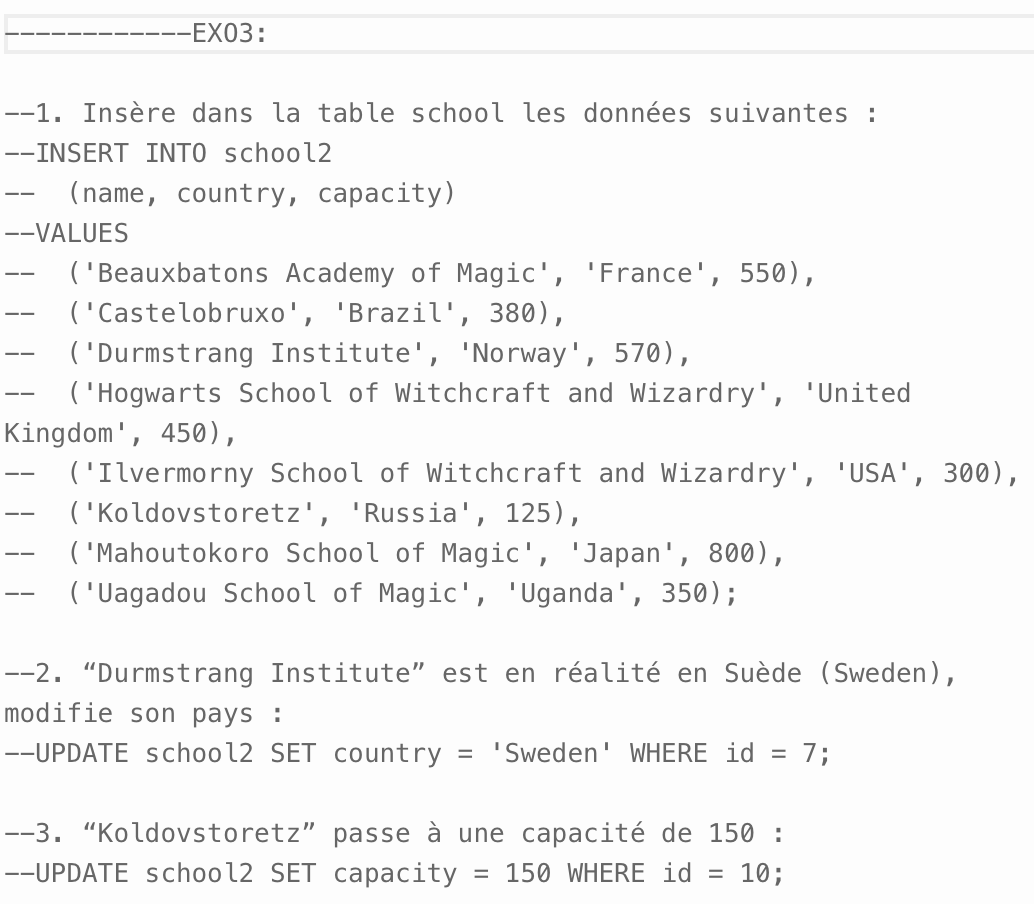 ------------EXO3:
--1. Insère dans la table school les données suivantes :
--INSERT INTO school2
--  (name, country, capacity)
--VALUES
--  ('Beauxbatons Academy of Magic', 'France', 550),
--  ('Castelobruxo', 'Brazil', 380),
--  ('Durmstrang Institute', 'Norway', 570),
--  ('Hogwarts School of Witchcraft and Wizardry', 'United
Kingdom', 450),
--  ('Ilvermorny School of Witchcraft and Wizardry', 'USA', 300),
--  ('Koldovstoretz', 'Russia', 125),
--  ('Mahoutokoro School of Magic', 'Japan', 800),
--  ('Uagadou School of Magic', 'Uganda', 350);
--2. “Durmstrang Institute” est en réalité en Suède (Sweden),
modifie son pays :
--UPDATE school2 SET country = 'Sweden' WHERE id = 7;
--3. “Koldovstoretz” passe à une capacité de 150 :
--UPDATE school2 SET capacity = 150 WHERE id = 10;